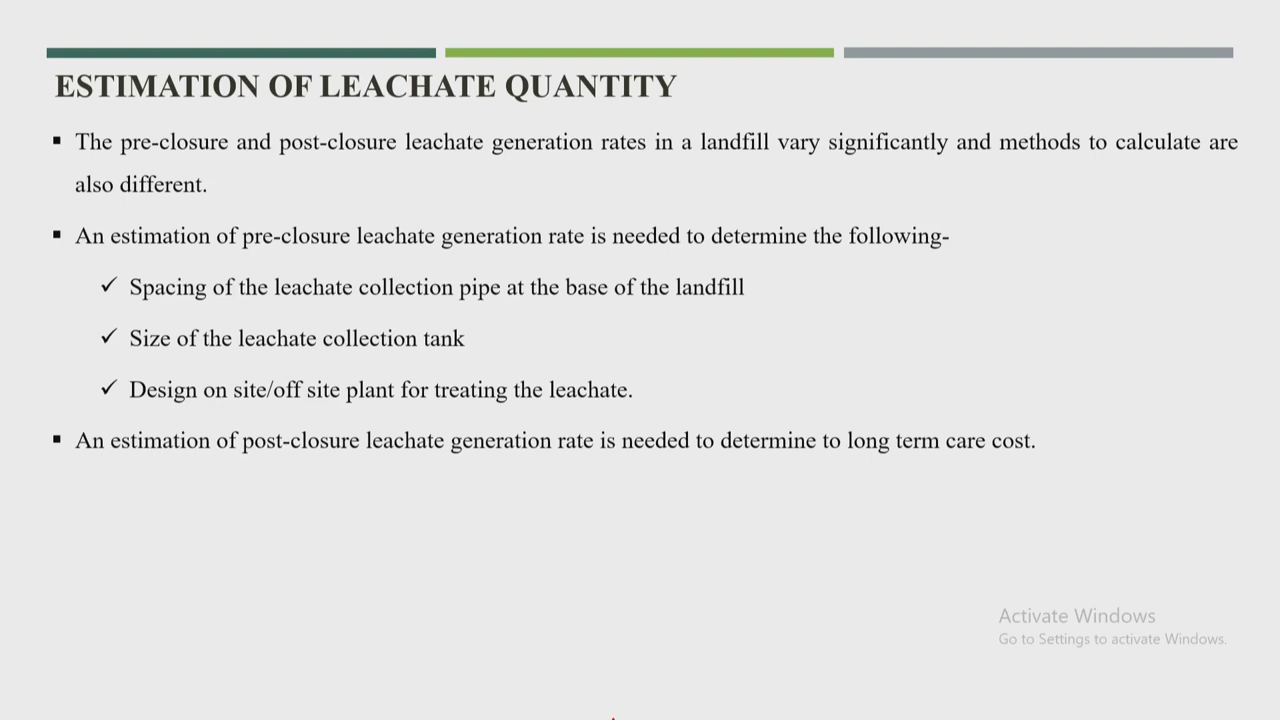 ESTIMATION OF LEACHATE QUANTITY
▪ The pre-closure and post-closure leachate generation rates in a landfill vary significantly and methods to calculate are
also different.
▪ An estimation of pre-closure leachate generation rate is needed to determine the following-
✓ Spacing of the leachate collection pipe at the base of the landfill
✓ Size of the leachate collection tank
✓ Design on site/off site plant for treating the leachate.
▪ An estimation of post-closure leachate generation rate is needed to determine to long term care cost.
Activate Windows
Go to Settings to activate Windows.